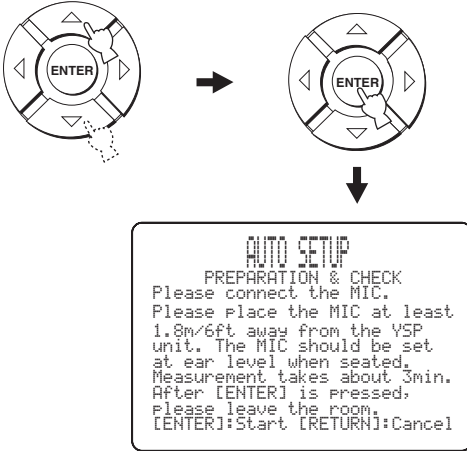 ENTER
ENTER
AUTO SETUP
PREPARATION & CHECK
Please connect the MIC.
Please place the MIC at least
1.8m/6ft away from the YSP
unit. The MIC should be set
at ear level when seated.
Measurement takes about 3min.
After [ENTER] is pressed,
please leave the room.
[ENTER]:Start [RETURN]:Cancel